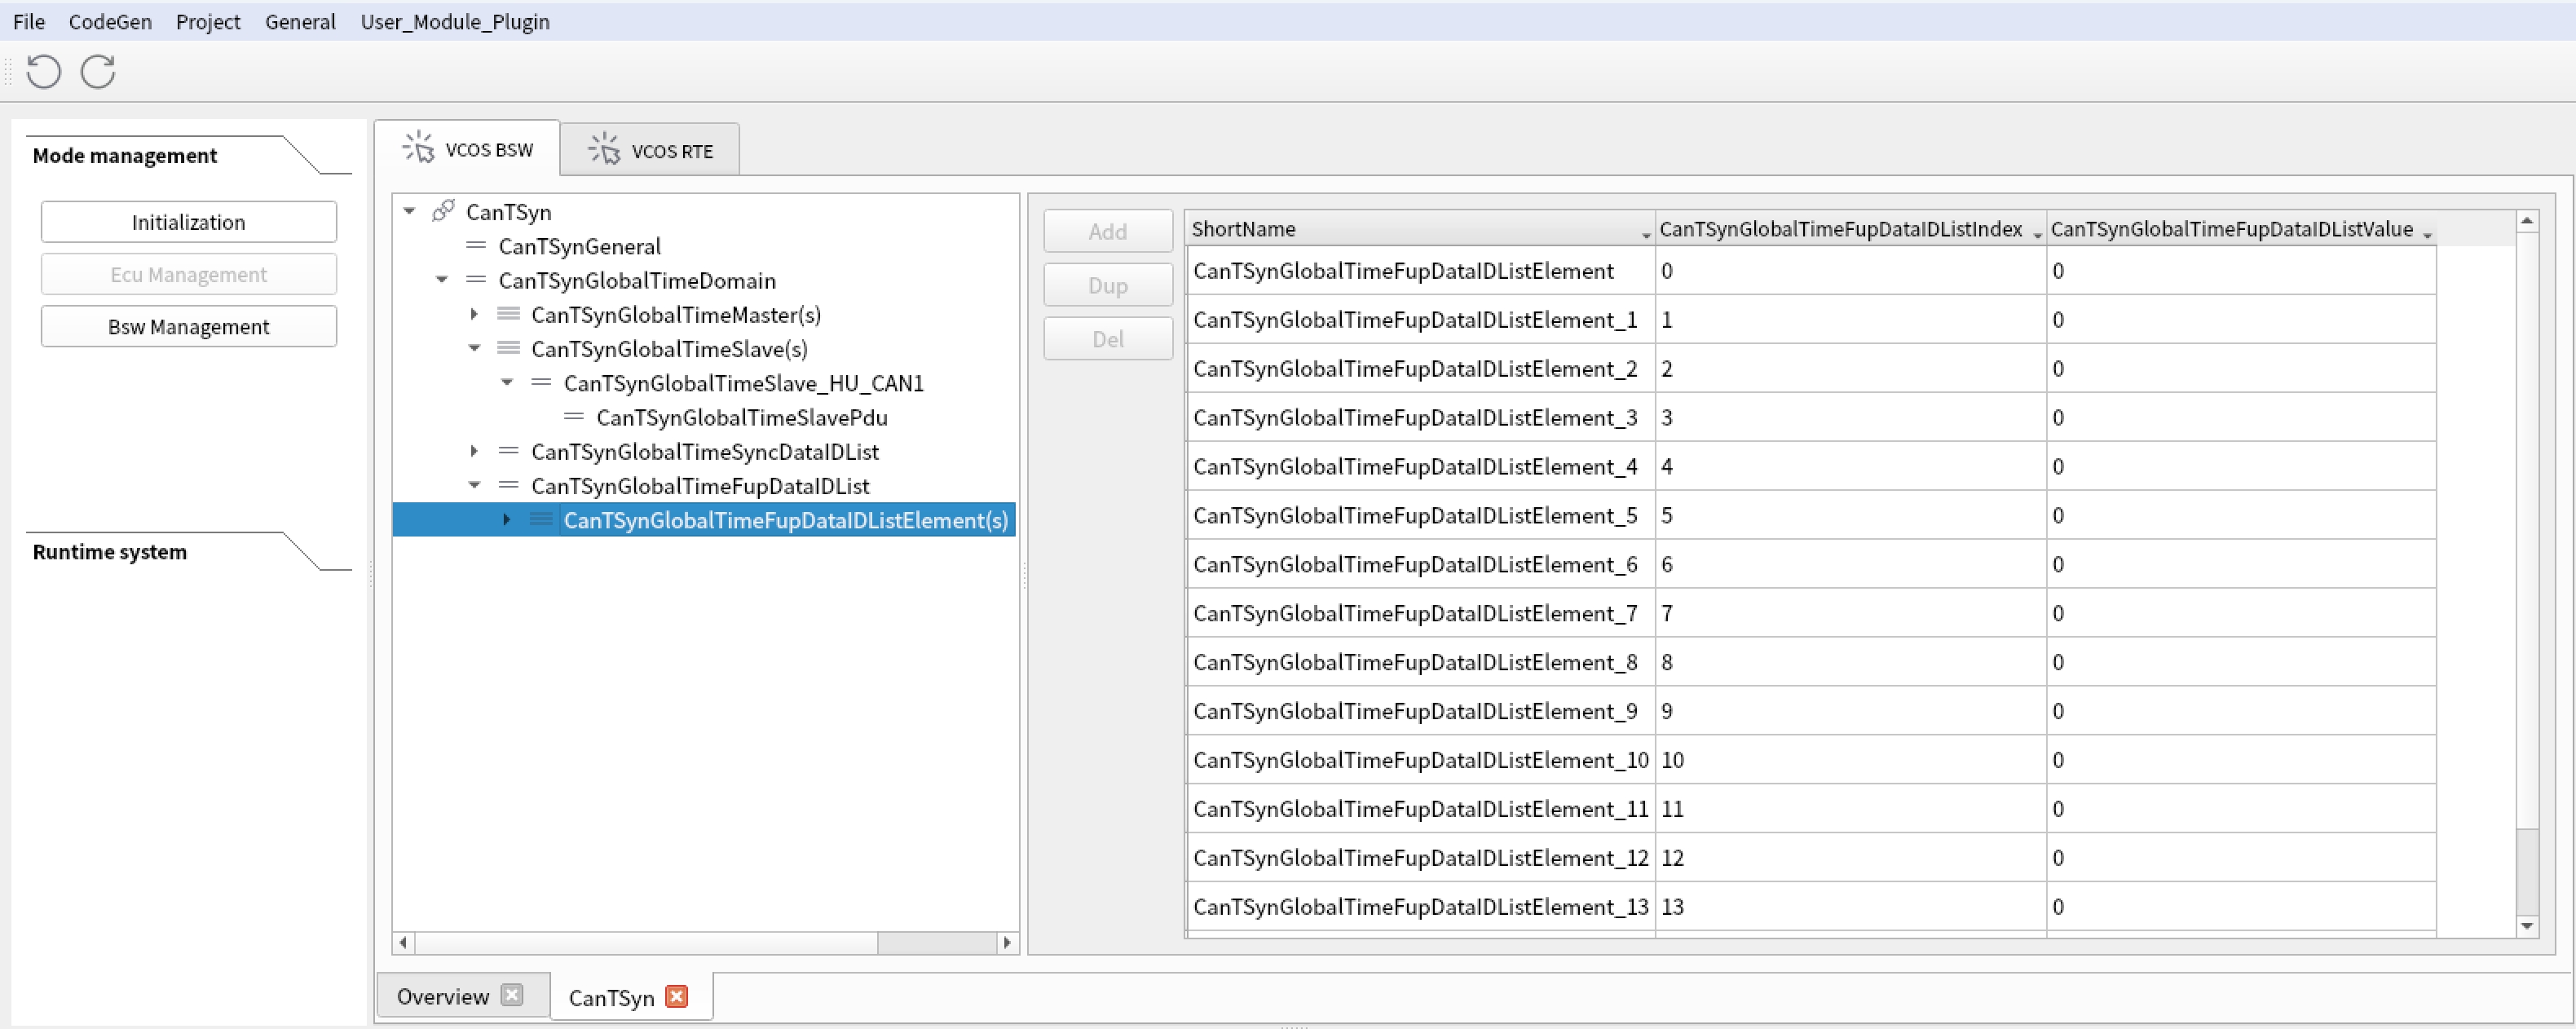 File CodeGen Project General User_Module_Plugin
Mode management
Initialization
Ecu Management
Bsw Management
Runtime system
VCOS BSW VCOS RTE
CanTSyn
CanTSynGeneral
CanTSynGlobalTimeDomain
CanTSynGlobalTimeMaster(s)
CanTSynGlobalTimeSlave(s)
CanTSynGlobalTimeSlave_HU_CAN1
CanTSynGlobalTimeSlavePdu
CanTSynGlobalTimeSyncDataIDList
CanTSynGlobalTimeFupDataIDList
CanTSynGlobalTimeFupDataIDListElement(s)
Add
Dup
Del
ShortName CanTSynGlobalTimeFupDataIDListIndex CanTSynGlobalTimeFupDataIDListValue
CanTSynGlobalTimeFupDataIDListElement 0 0
CanTSynGlobalTimeFupDataIDListElement_1 1 0
CanTSynGlobalTimeFupDataIDListElement_2 2 0
CanTSynGlobalTimeFupDataIDListElement_3 3 0
CanTSynGlobalTimeFupDataIDListElement_4 4 0
CanTSynGlobalTimeFupDataIDListElement_5 5 0
CanTSynGlobalTimeFupDataIDListElement_6 6 0
CanTSynGlobalTimeFupDataIDListElement_7 7 0
CanTSynGlobalTimeFupDataIDListElement_8 8 0
CanTSynGlobalTimeFupDataIDListElement_9 9 0
CanTSynGlobalTimeFupDataIDListElement_10 10 0
CanTSynGlobalTimeFupDataIDListElement_11 11 0
CanTSynGlobalTimeFupDataIDListElement_12 12 0
CanTSynGlobalTimeFupDataIDListElement_13 13 0
Overview CanTSyn